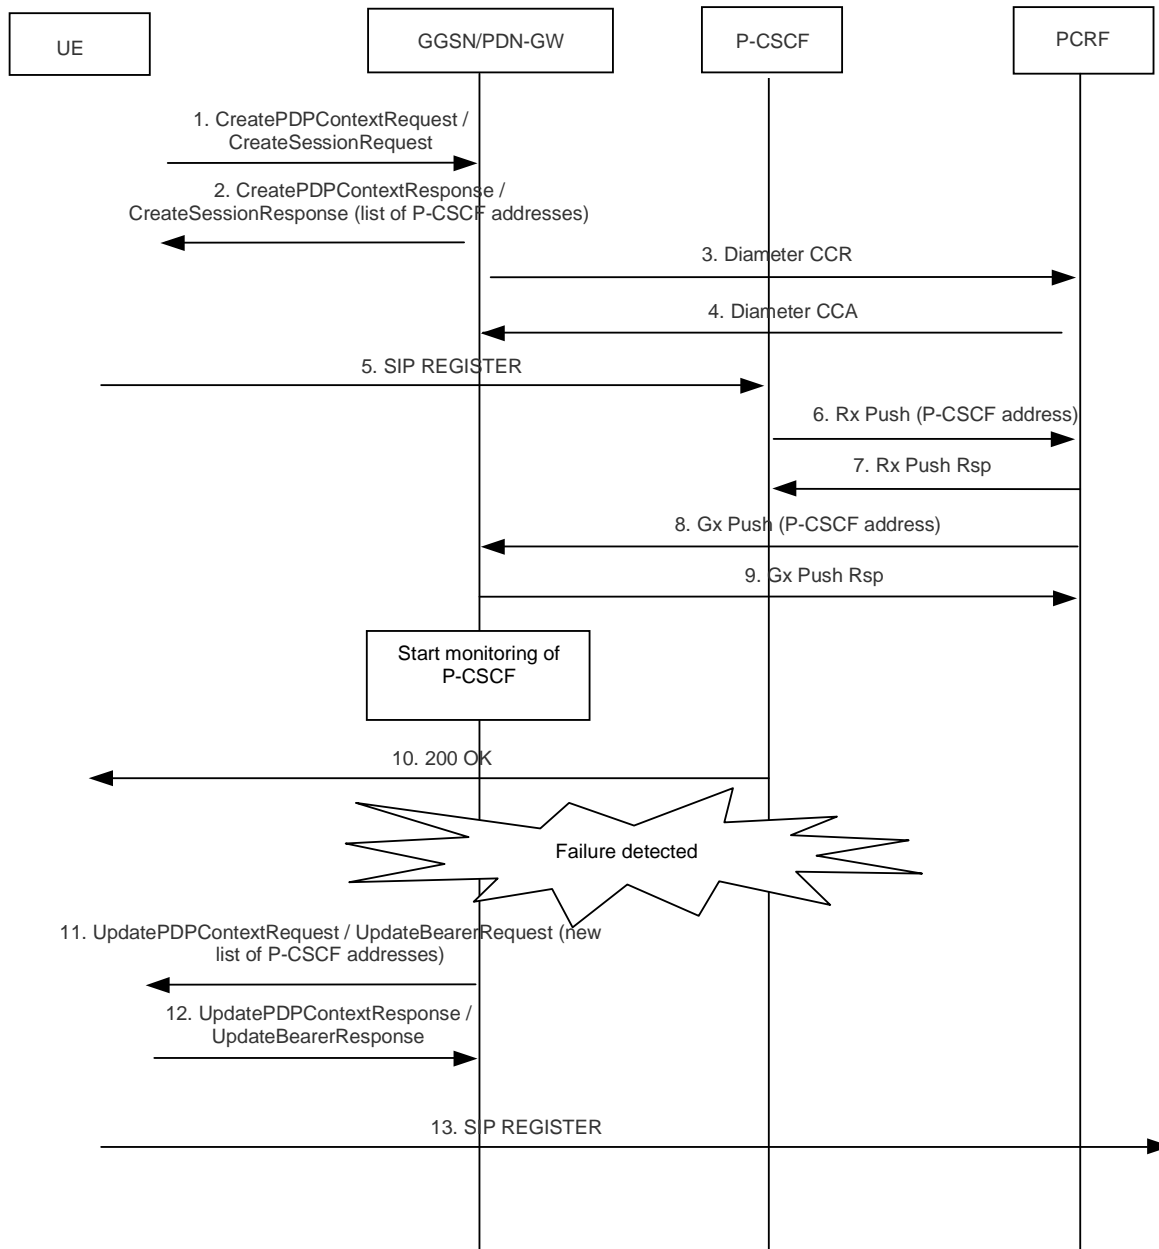 UE
GGSN/PDN-GW
P-CSCF
PCRF
1. CreatePDPContextRequest /
CreateSessionRequest
2. CreatePDPContextResponse /
CreateSessionResponse (list of P-CSCF addresses)
3. Diameter CCR
4. Diameter CCA
5. SIP REGISTER
6. Rx Push (P-CSCF address)
7. Rx Push Rsp
8. Gx Push (P-CSCF address)
9. Gx Push Rsp
Start monitoring of
P-CSCF
10. 200 OK
Failure detected
11. UpdatePDPContextRequest / UpdateBearerRequest (new
list of P-CSCF addresses)
12. UpdatePDPContextResponse /
UpdateBearerResponse
13. SIP REGISTER